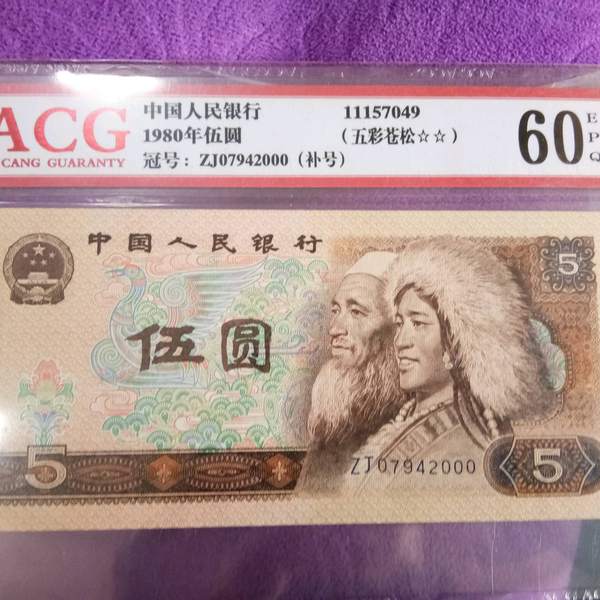 ACG
CANG GUARANTY
中国人民银行
1980年伍圆
冠号: ZJ07942000 (补号)
11157049
(五彩苍松☆☆)
60
E
P
Q
中国人民银行
伍圆
5
5
5
ZJ07942000